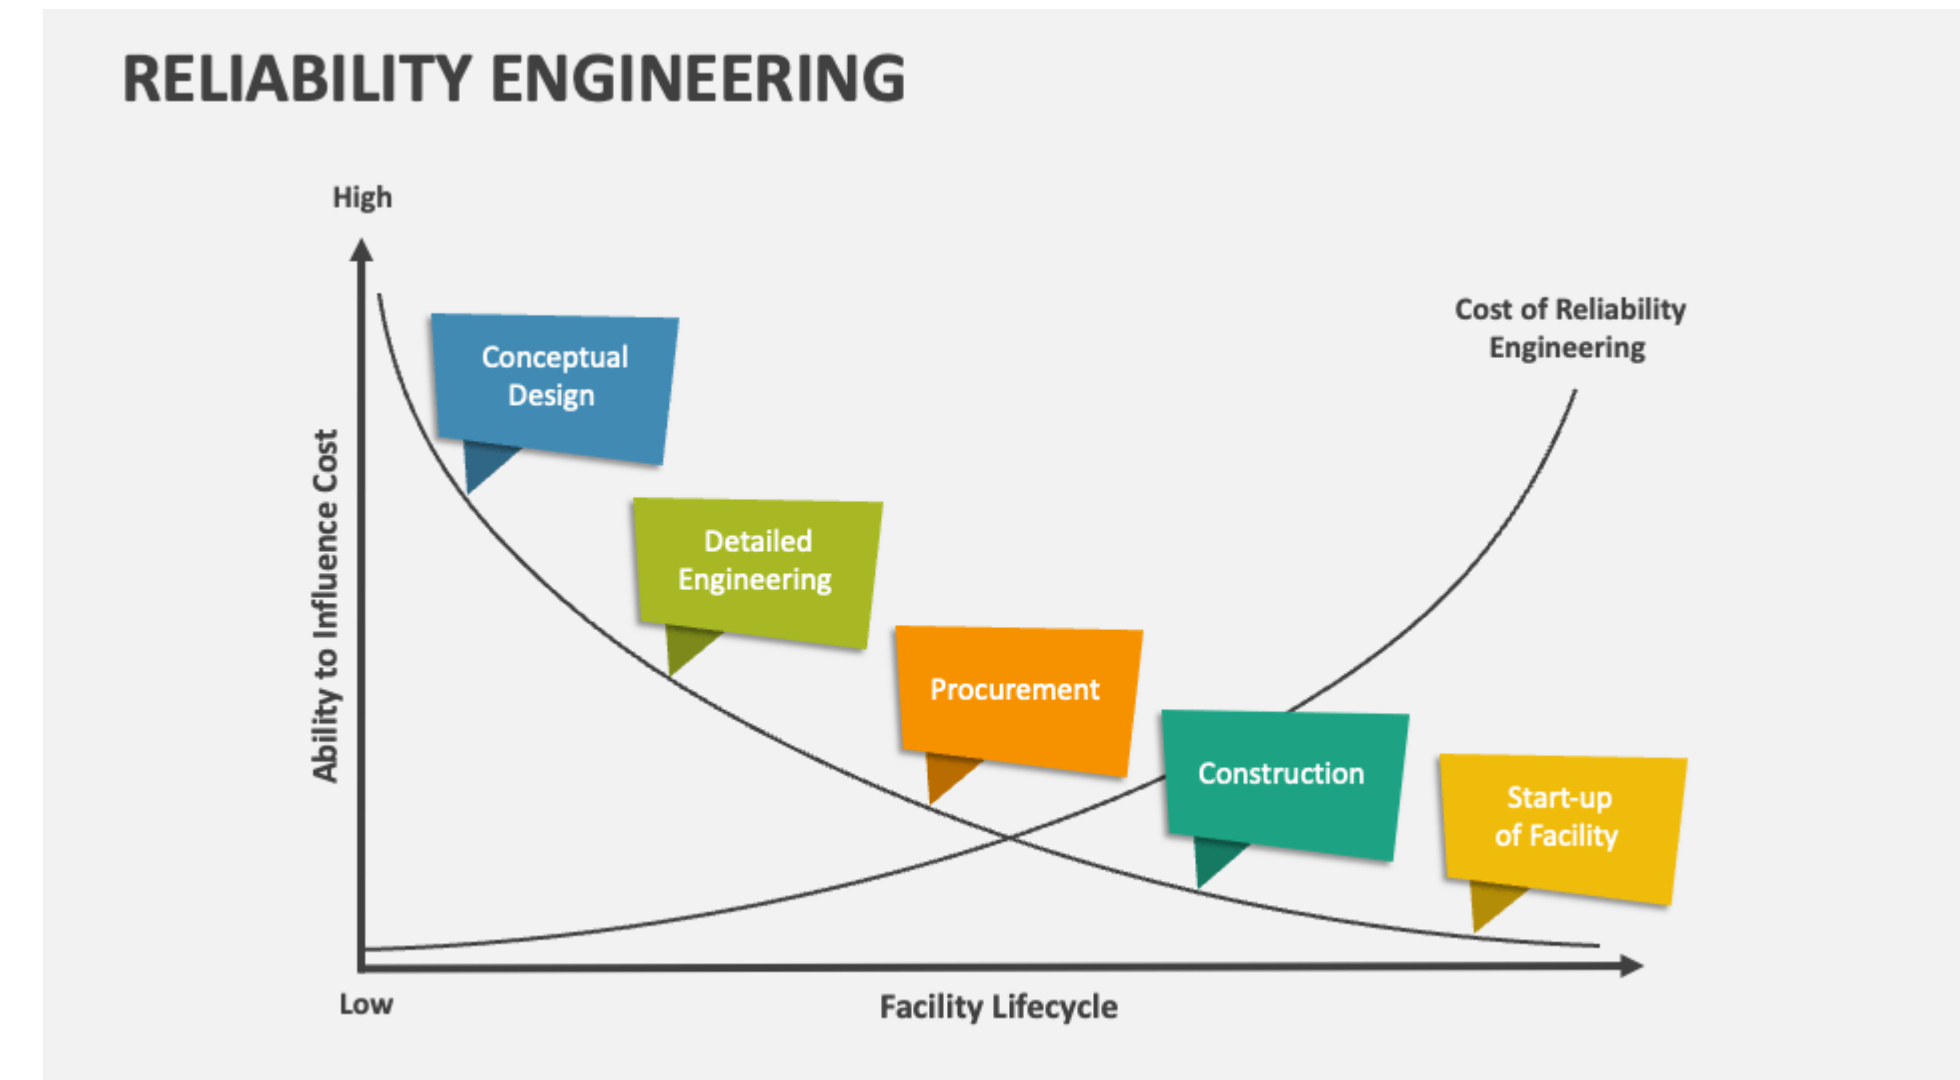 RELIABILITY ENGINEERING
High
Conceptual
Design
Cost of Reliability
Engineering
Ability to Influence Cost
Detailed
Engineering
Procurement
Construction
Start-up
of Facility
Low
Facility Lifecycle